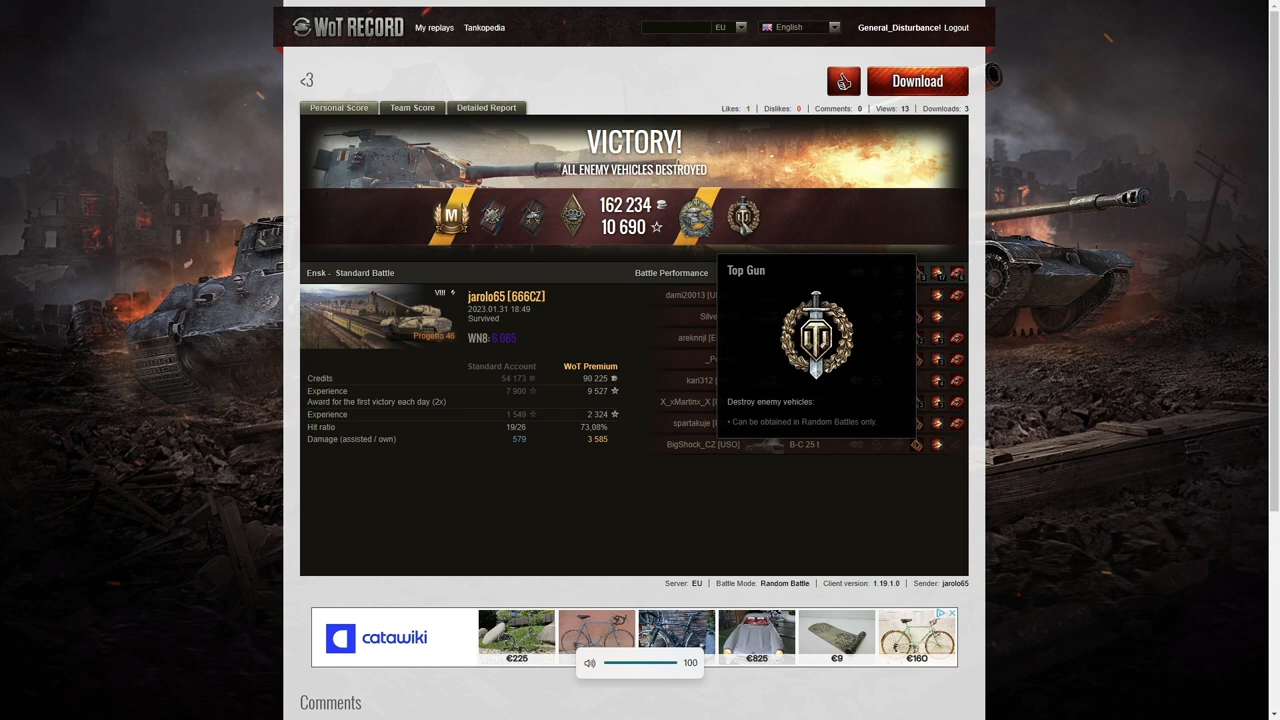 WoT RECORD
My replays
Tankopedia
EU
English
General_Disturbance! Logout
<3
Download
Personal Score
Team Score
Detailed Report
Likes: 1 | Dislikes: 0 | Comments: 0 | Views: 13 | Downloads: 3
VICTORY!
ALL ENEMY VEHICLES DESTROYED
M
162 234
10 690
Ensk - Standard Battle
Battle Performance
Top Gun
Destroy enemy vehicles:
• Can be obtained in Random Battles only.
VIII
Progetto 46
jarolo65 [666CZ]
2023.01.31 18:49
Survived
WN8: 6 065
Standard Account WoT Premium
Credits 54 173 90 225
Experience 7 900 9 527
Award for the first victory each day (2x)
Experience 1 549 2 324
Hit ratio 19/26 73,08%
Damage (assisted / own) 579 3 585
dami20013 [U
Silve
areknnjl [E
_P
kari312 [
X_xMartinx_X [
spartakuje [
BigShock_CZ [USO] B-C 25 t
Server: EU | Battle Mode: Random Battle | Client version: 1.19.1.0 | Sender: jarolo65
catawiki
€225
€825
€9
€160
100
Comments